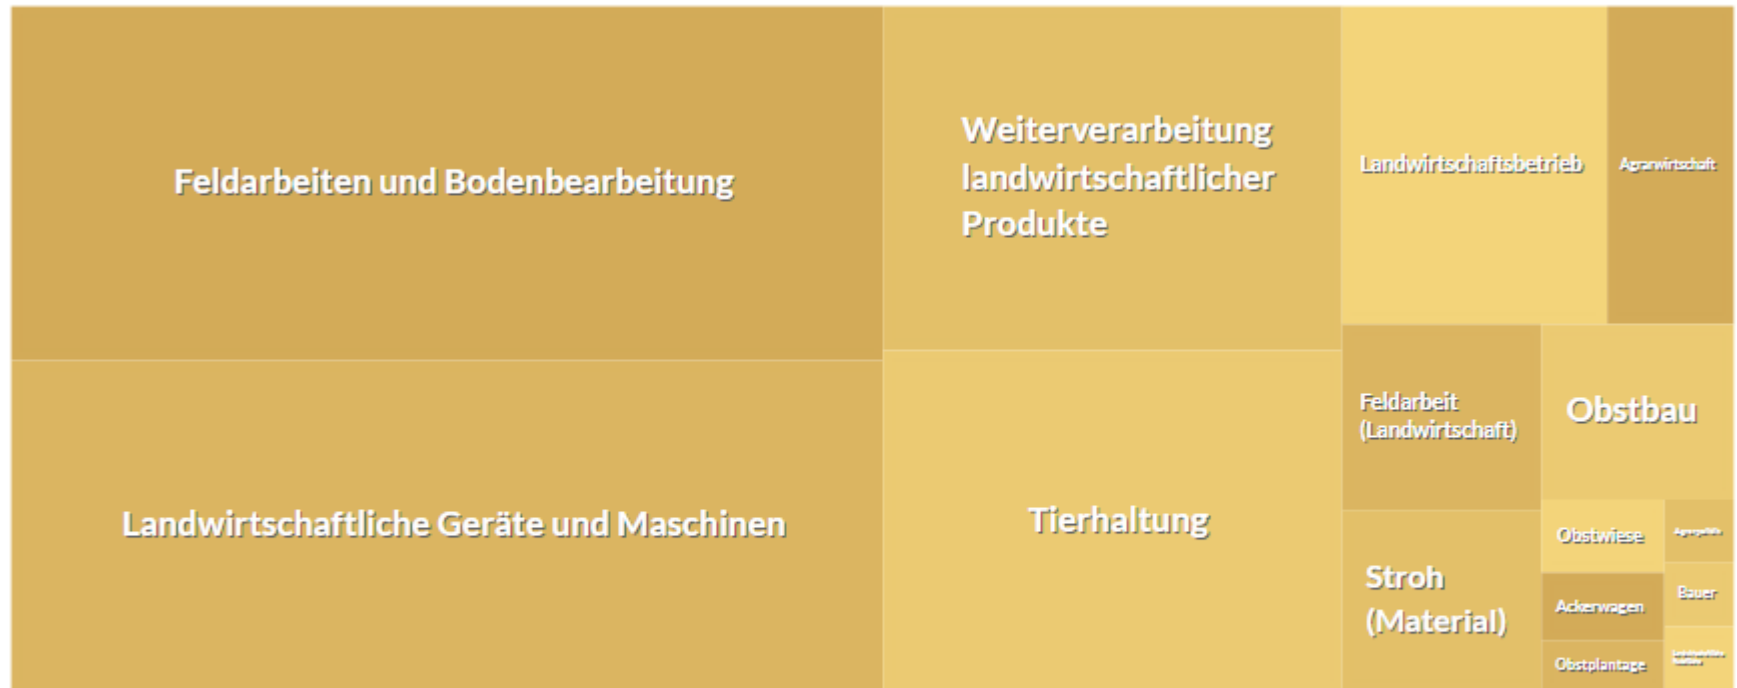 Feldarbeiten und Bodenbearbeitung
Landwirtschaftliche Geräte und Maschinen
Weiterverarbeitung
landwirtschaftlicher
Produkte
Tierhaltung
Landwirtschaftsbetrieb
Agrarwirtschaft
Feldarbeit
(Landwirtschaft)
Obstbau
Stroh
(Material)
Obstwiese
Ackerwagen
Obstplantage
Bauer